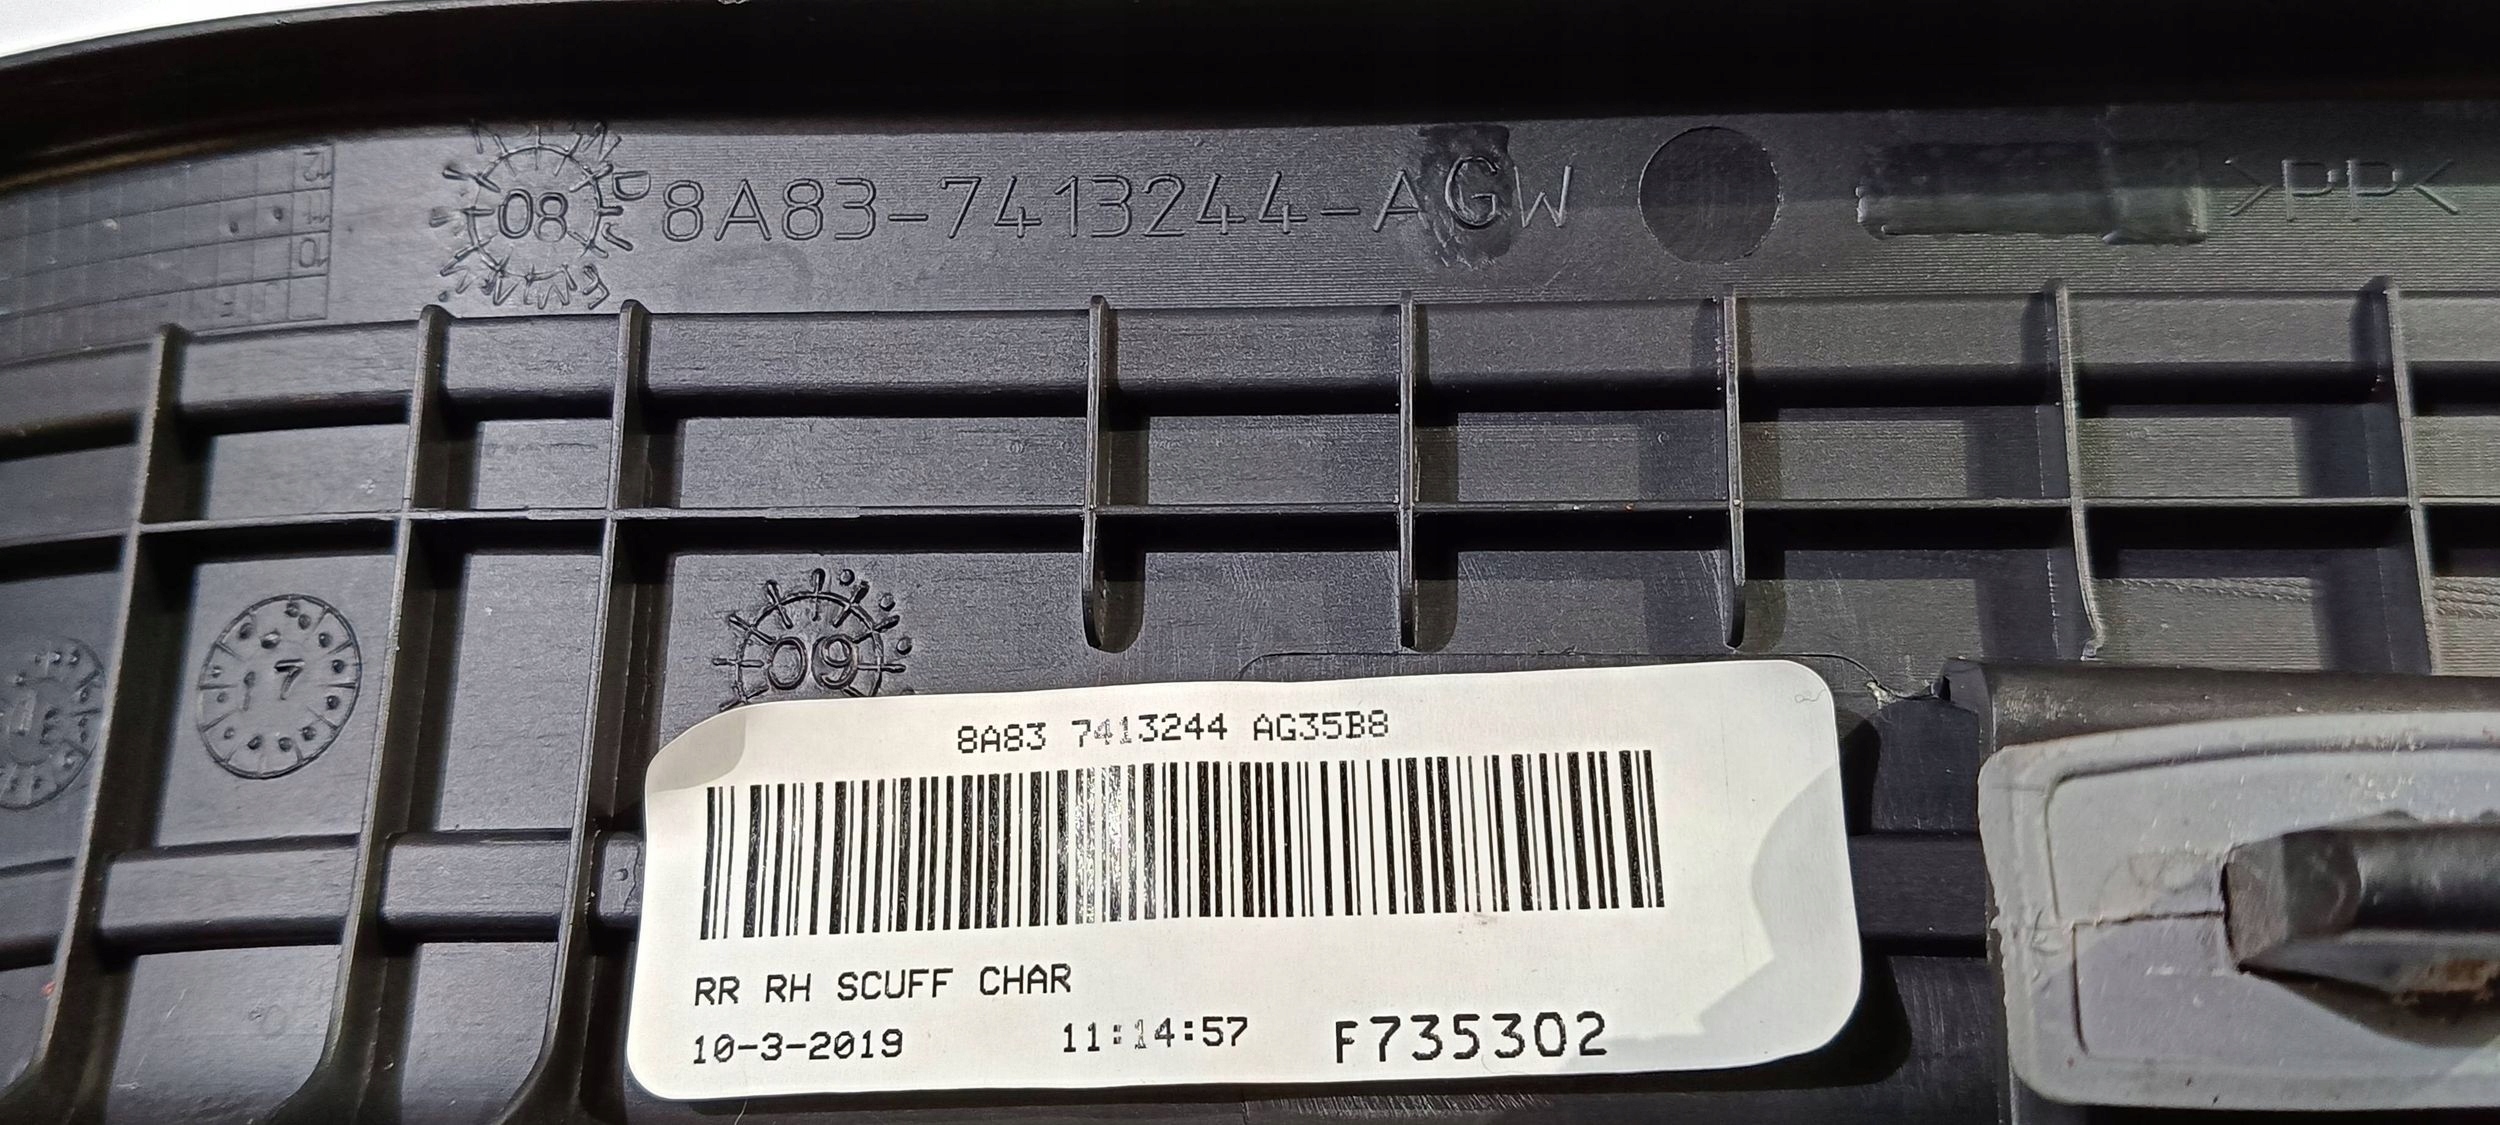 08
8A83-7413244-AGW
>PP<
17
09
8A83 7413244 AG35B8
RR RH SCUFF CHAR
10-3-2019 11:14:57 F735302